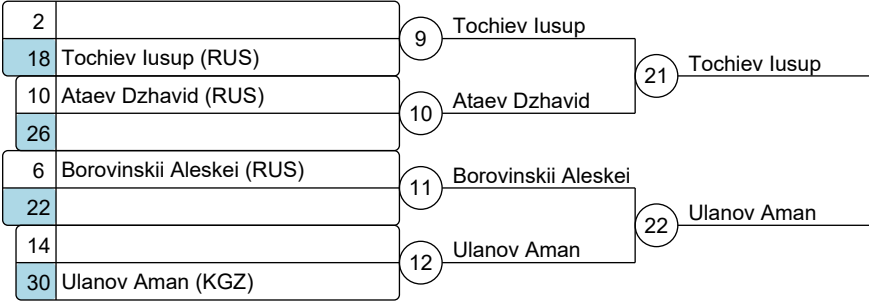 2
18 Tochiev Iusup (RUS)
10 Ataev Dzhavid (RUS)
26
6 Borovinskii Aleskei (RUS)
22
14
30 Ulanov Aman (KGZ)
9 Tochiev Iusup
10 Ataev Dzhavid
11 Borovinskii Aleskei
12 Ulanov Aman
21 Tochiev Iusup
22 Ulanov Aman